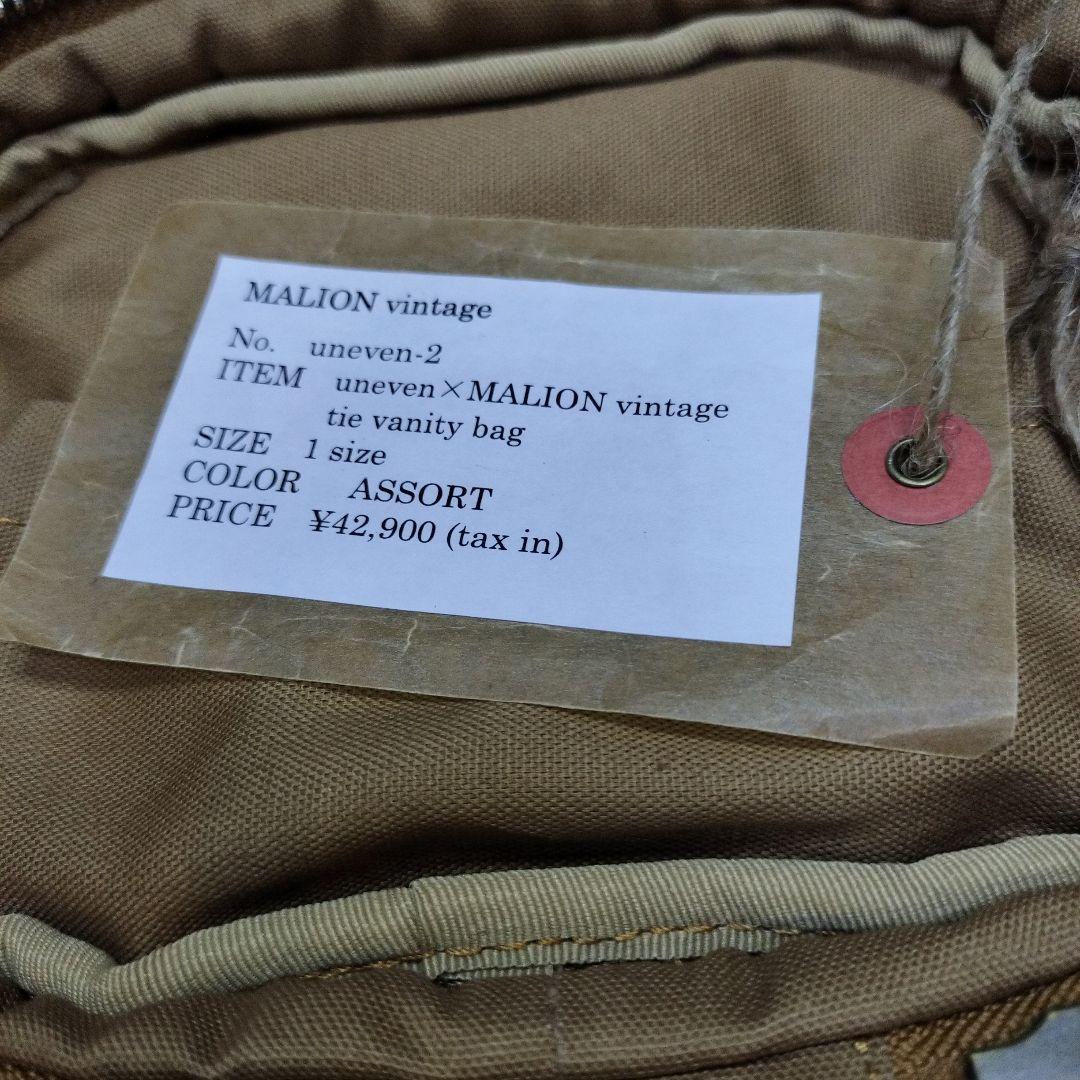 MALION vintage
No. uneven-2
ITEM uneven×MALION vintage
tie vanity bag
SIZE 1 size
COLOR ASSORT
PRICE ¥42,900 (tax in)